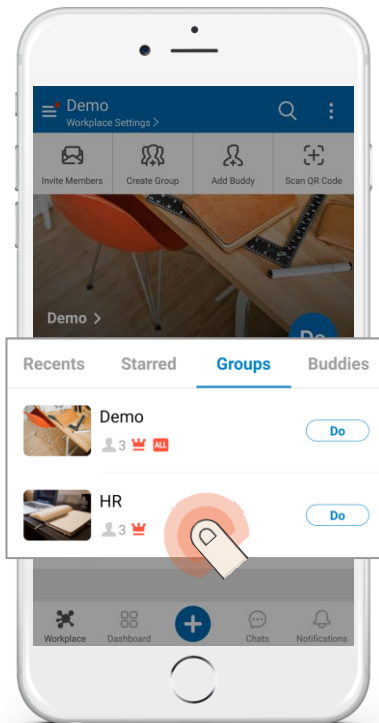 Demo
Workplace Settings >
Invite Members Create Group Add Buddy Scan QR Code
Demo >
Do
Recents Starred Groups Buddies
Demo
3 ALL
Do
HR
3
Do
Workplace Dashboard Chats Notifications